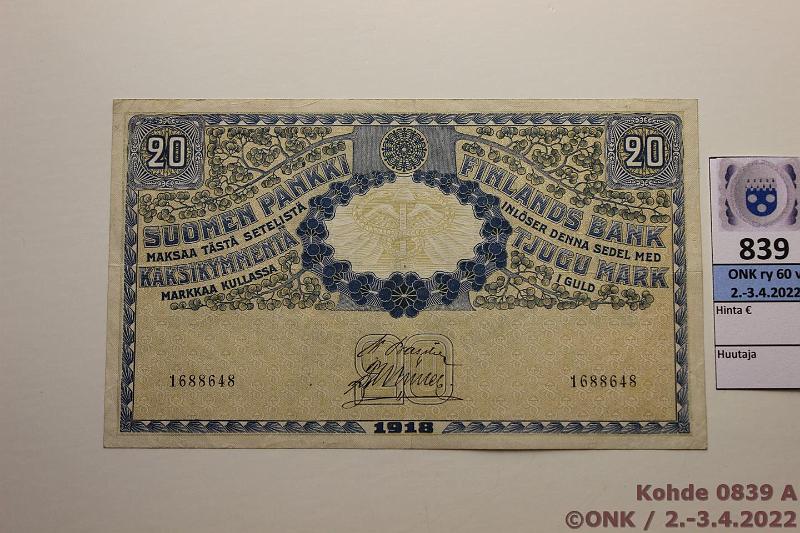 20
20
SUOMEN PANKKI
MAKSAA TÄSTÄ SETELISTÄ
KAKSIKYMMENTÄ
MARKKAA KULLASSA
FINLANDS BANK
INLÖSER DENNA SEDEL MED
TJUGU MARK
I GULD
1688648
1688648
1918
839
ONK ry 60 v
2.-3.4.2022
Hinta €
Huutaja
Kohde 0839 A
©ONK / 2.-3.4.2022